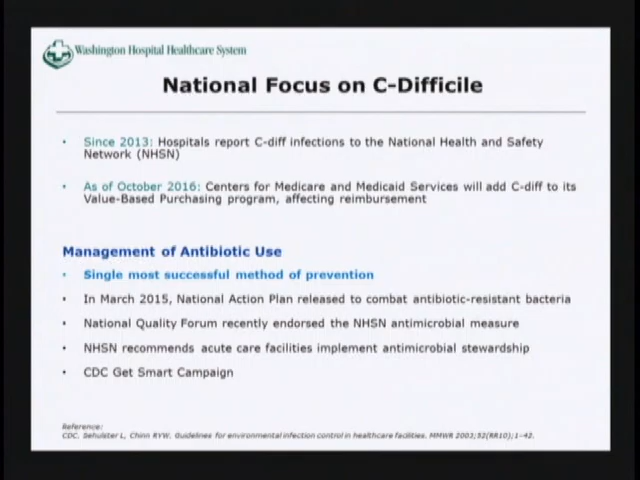 Washington Hospital Healthcare System
National Focus on C-Difficile
• Since 2013: Hospitals report C-diff infections to the National Health and Safety
Network (NHSN)
• As of October 2016: Centers for Medicare and Medicaid Services will add C-diff to its
Value-Based Purchasing program, affecting reimbursement
Management of Antibiotic Use
• Single most successful method of prevention
• In March 2015, National Action Plan released to combat antibiotic-resistant bacteria
• National Quality Forum recently endorsed the NHSN antimicrobial measure
• NHSN recommends acute care facilities implement antimicrobial stewardship
• CDC Get Smart Campaign
Reference:
CDC. Sehulster L, Chinn RYW. Guidelines for environmental infection control in healthcare facilities. MMWR 2003;52(RR10);1-42.